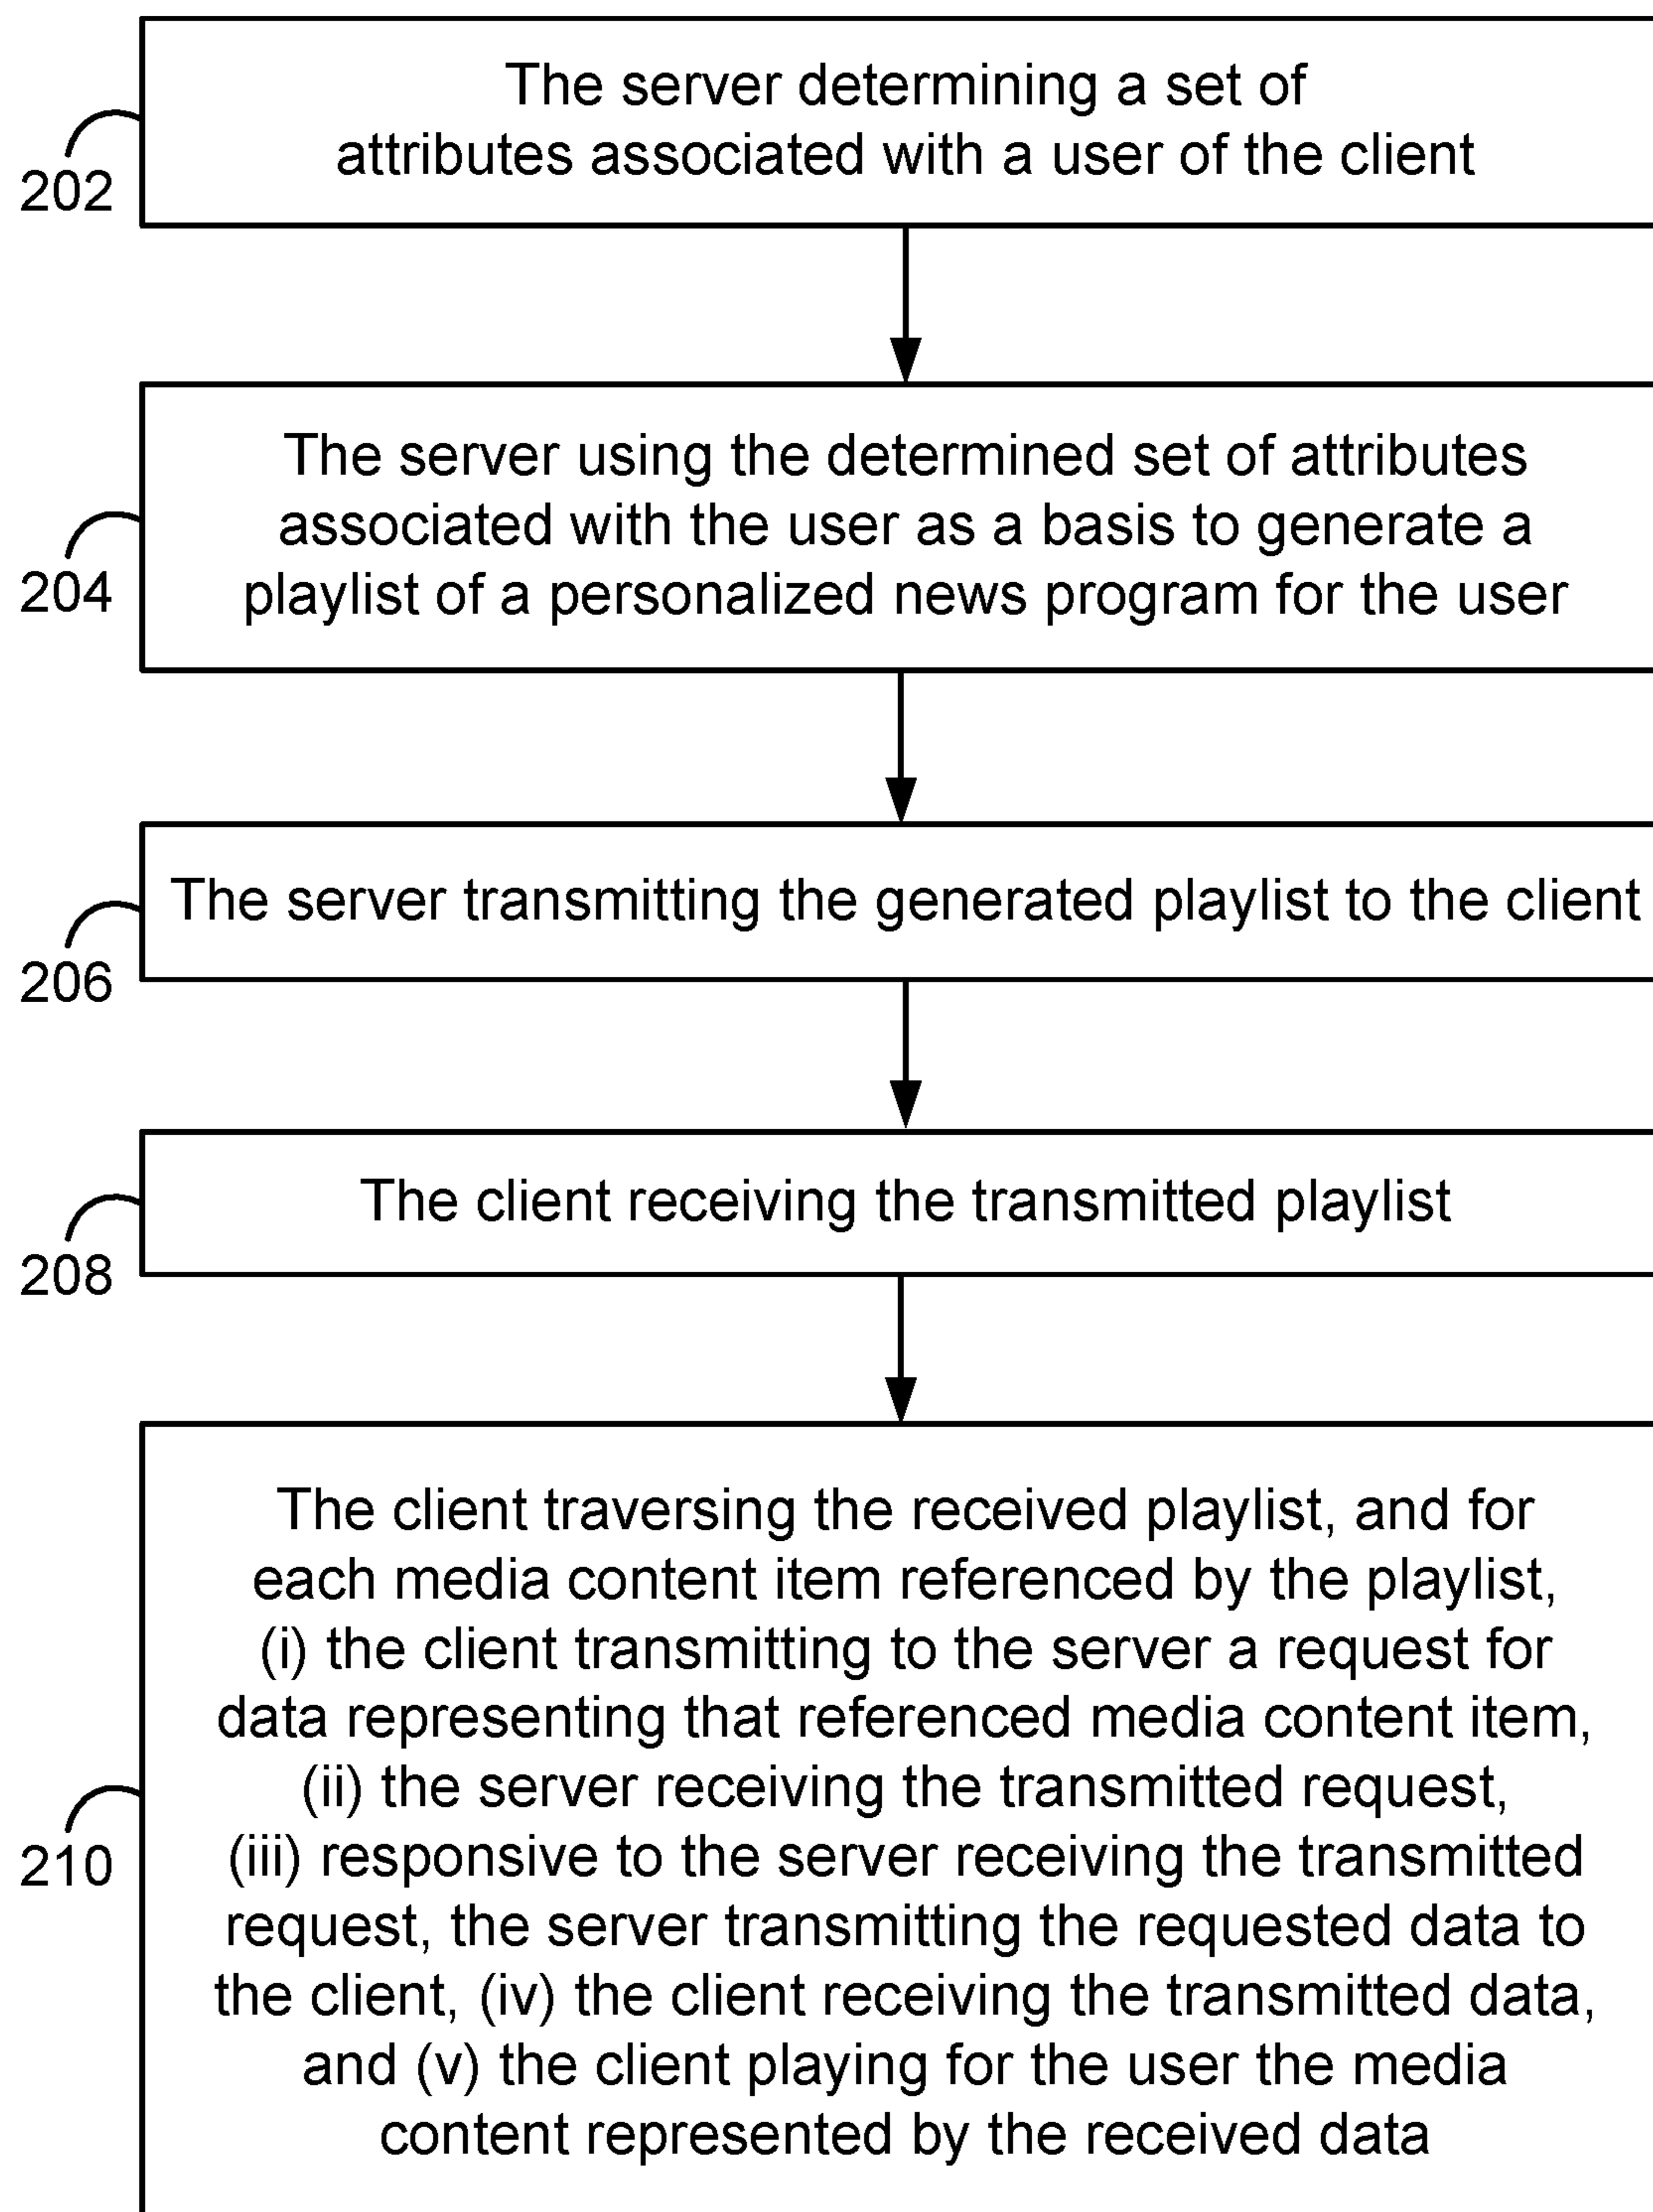 The server determining a set of
attributes associated with a user of the client
202
The server using the determined set of attributes
associated with the user as a basis to generate a
playlist of a personalized news program for the user
204
The server transmitting the generated playlist to the client
206
The client receiving the transmitted playlist
208
The client traversing the received playlist, and for
each media content item referenced by the playlist,
(i) the client transmitting to the server a request for
data representing that referenced media content item,
(ii) the server receiving the transmitted request,
(iii) responsive to the server receiving the transmitted
request, the server transmitting the requested data to
the client, (iv) the client receiving the transmitted data,
and (v) the client playing for the user the media
content represented by the received data
210